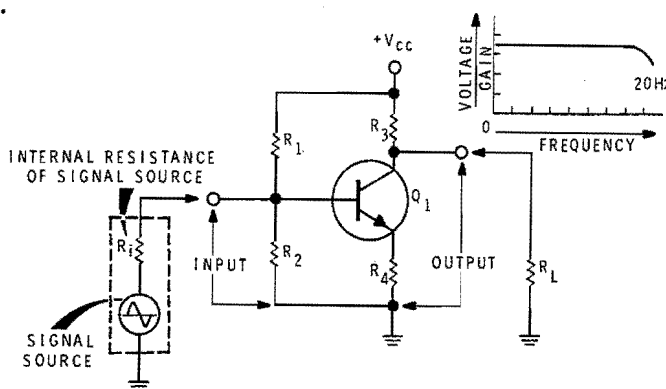 +VCC
VOLTAGE
GAIN
0
FREQUENCY
R1
R3
INTERNAL RESISTANCE
OF SIGNAL SOURCE
Q1
Ri
INPUT
R2
R4
OUTPUT
RL
SIGNAL
SOURCE